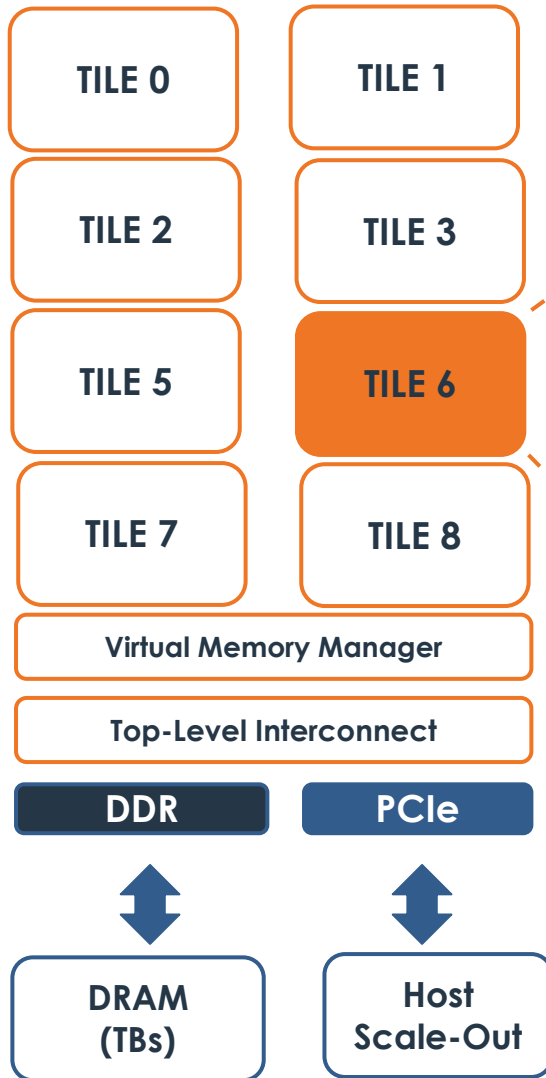 TILE 0
TILE 1
TILE 2
TILE 3
TILE 5
TILE 6
TILE 7
TILE 8
Virtual Memory Manager
Top-Level Interconnect
DDR
PCIe
DRAM
(TBs)
Host
Scale-Out